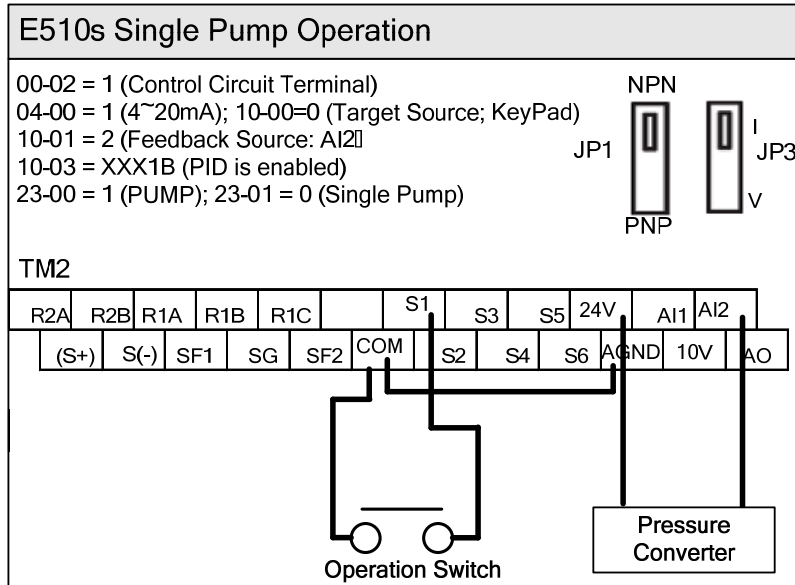 E510s Single Pump Operation
00-02 = 1 (Control Circuit Terminal)
04-00 = 1 (4~20mA); 10-00=0 (Target Source; KeyPad)
10-01 = 2 (Feedback Source: AI2▯
10-03 = XXX1B (PID is enabled)
23-00 = 1 (PUMP); 23-01 = 0 (Single Pump)
NPN
JP1
PNP
I
JP3
V
TM2
R2A R2B R1A R1B R1C S1 S3 S5 24V AI1 AI2
(S+) S(-) SF1 SG SF2 COM S2 S4 S6 AGND 10V AO
Operation Switch
Pressure
Converter